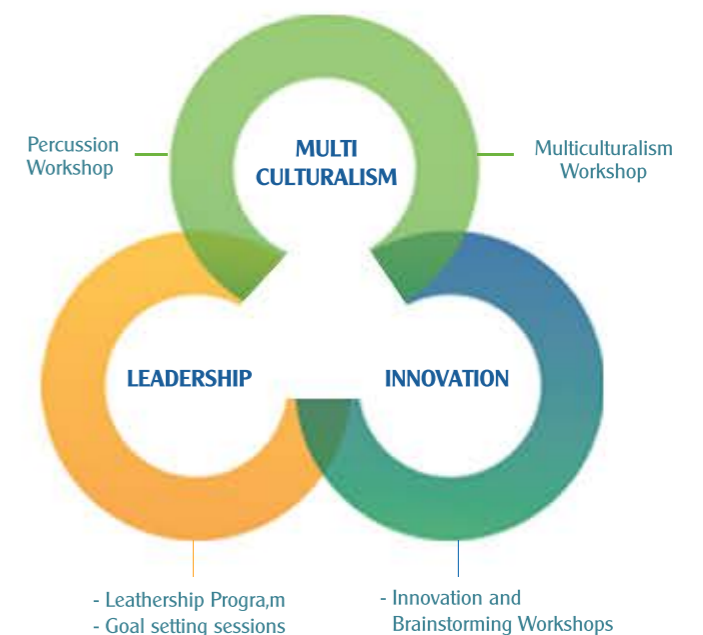 MULTI
CULTURALISM
Percussion
Workshop
Multiculturalism
Workshop
LEADERSHIP
INNOVATION
- Leathership Progra,m
- Goal setting sessions
- Innovation and
Brainstorming Workshops